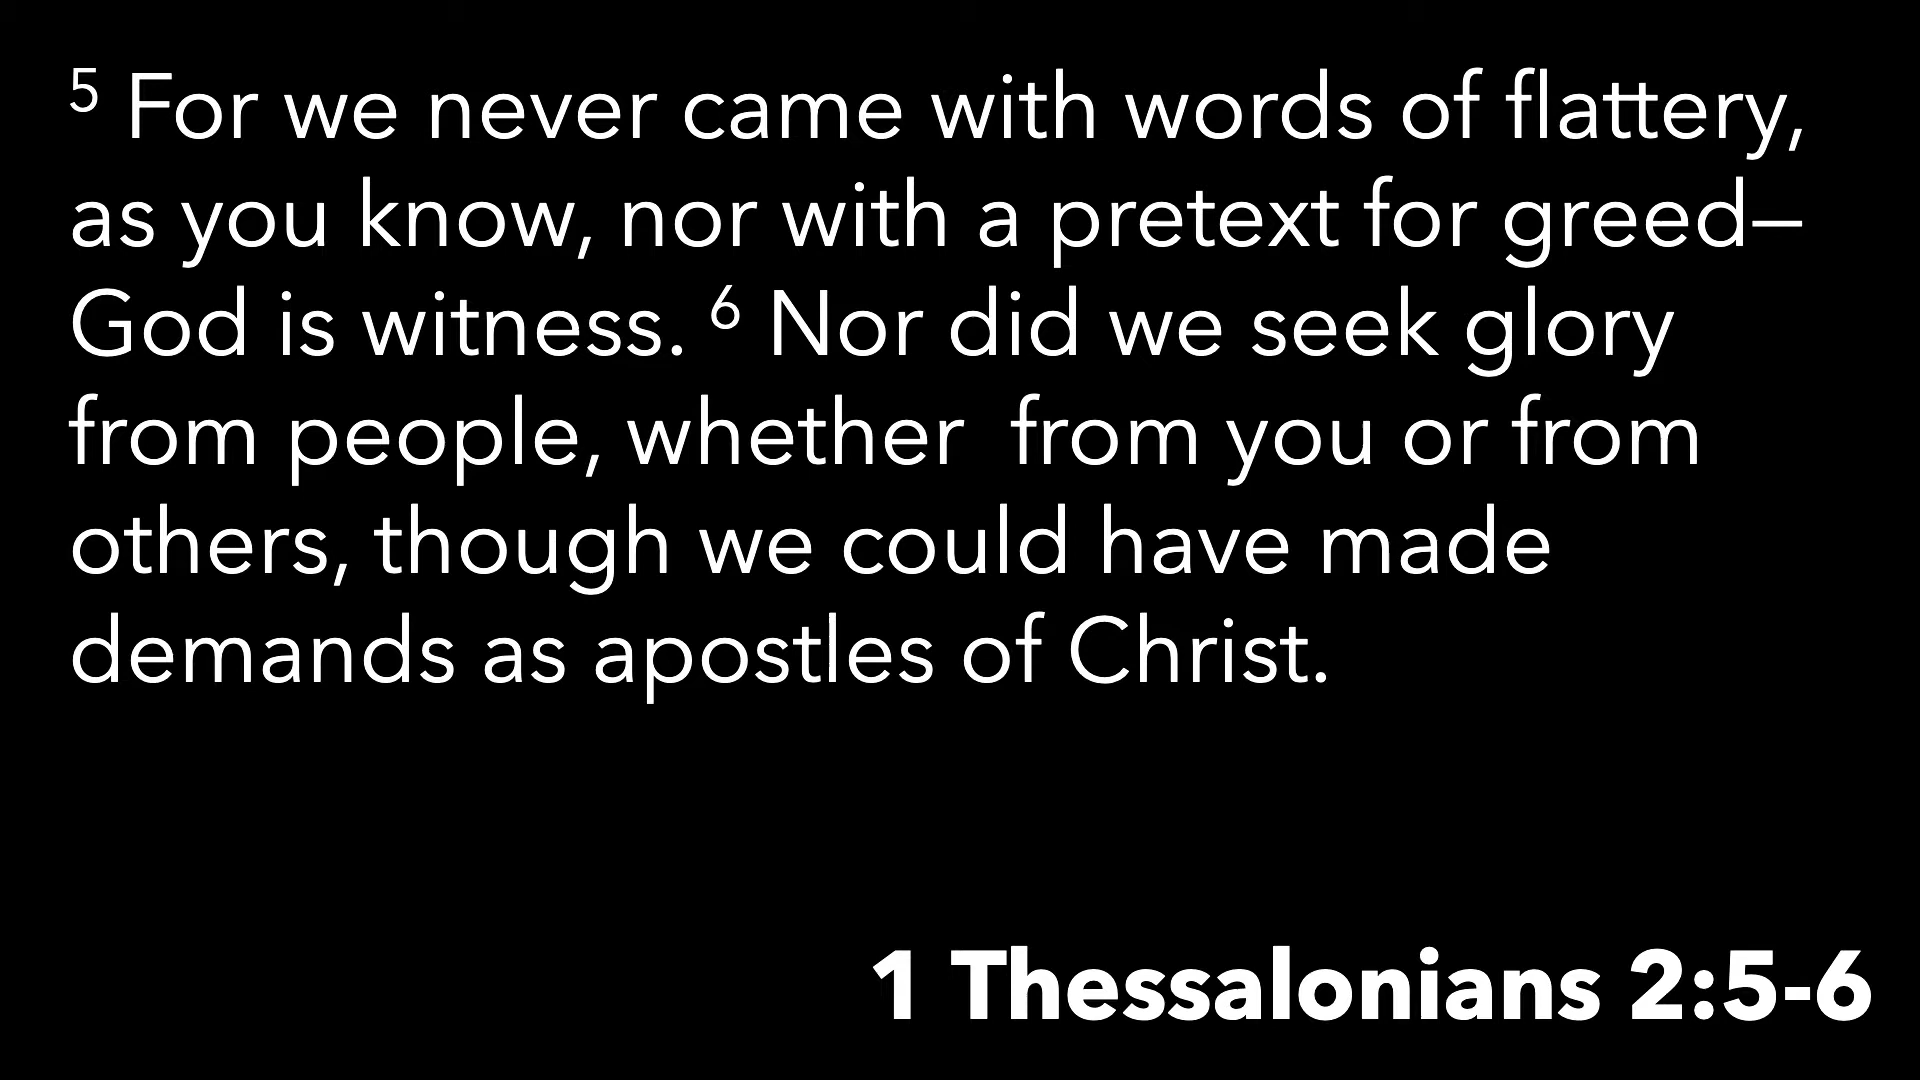 5 For we never came with words of flattery,
as you know, nor with a pretext for greed—
God is witness. 6 Nor did we seek glory
from people, whether  from you or from
others, though we could have made
demands as apostles of Christ.
1 Thessalonians 2:5-6